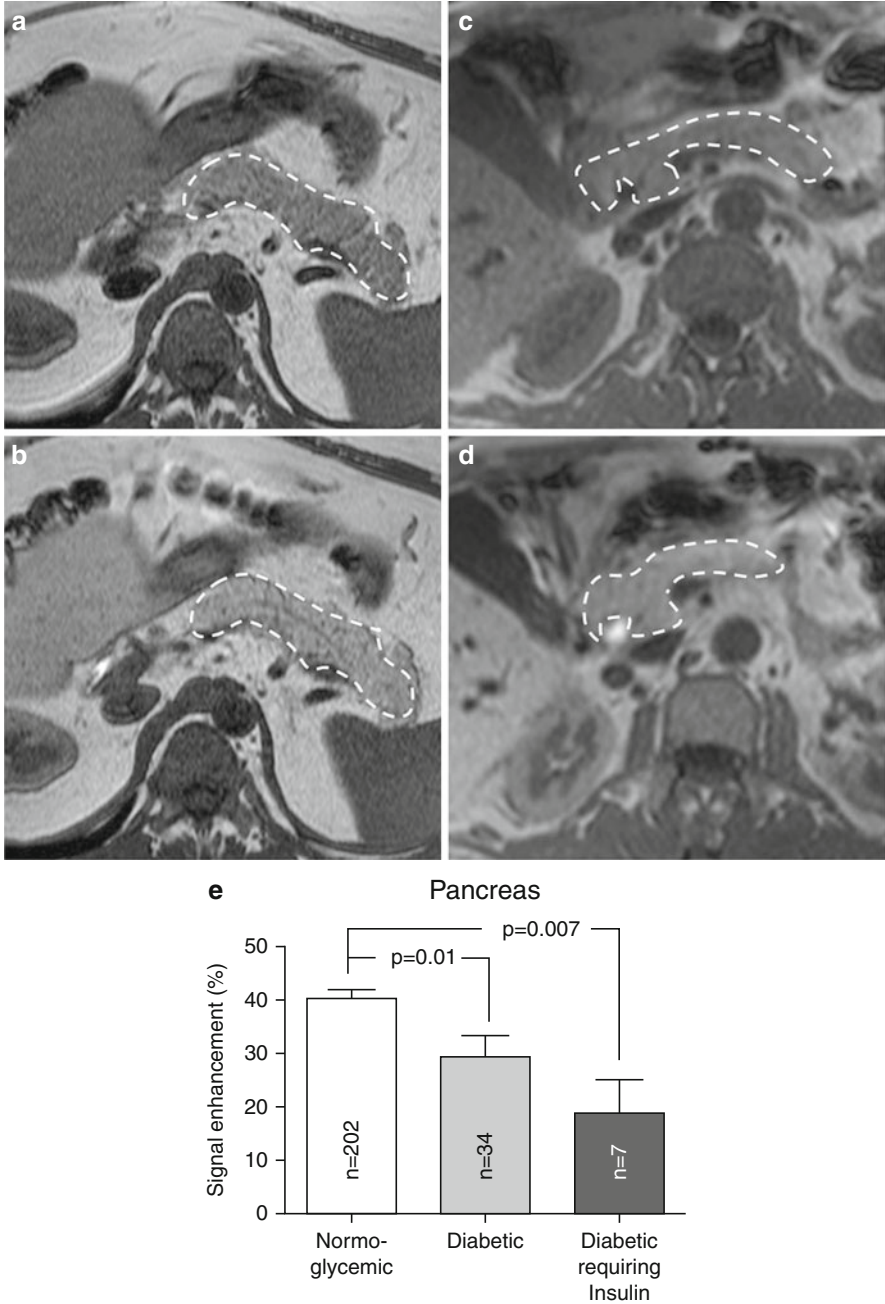 a
c
b
d
e
Pancreas
p=0.007
p=0.01
Signal enhancement (%)
50
40
30
20
10
0
n=202
n=34
n=7
Normo-
glycemic
Diabetic
Diabetic
requiring
Insulin